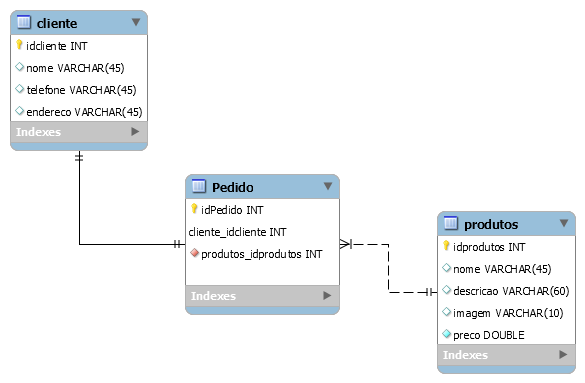 cliente
idcliente INT
nome VARCHAR(45)
telefone VARCHAR(45)
endereco VARCHAR(45)
Indexes
Pedido
idPedido INT
cliente_idcliente INT
produtos_idprodutos INT
Indexes
produtos
idprodutos INT
nome VARCHAR(45)
descricao VARCHAR(60)
imagem VARCHAR(10)
preco DOUBLE
Indexes